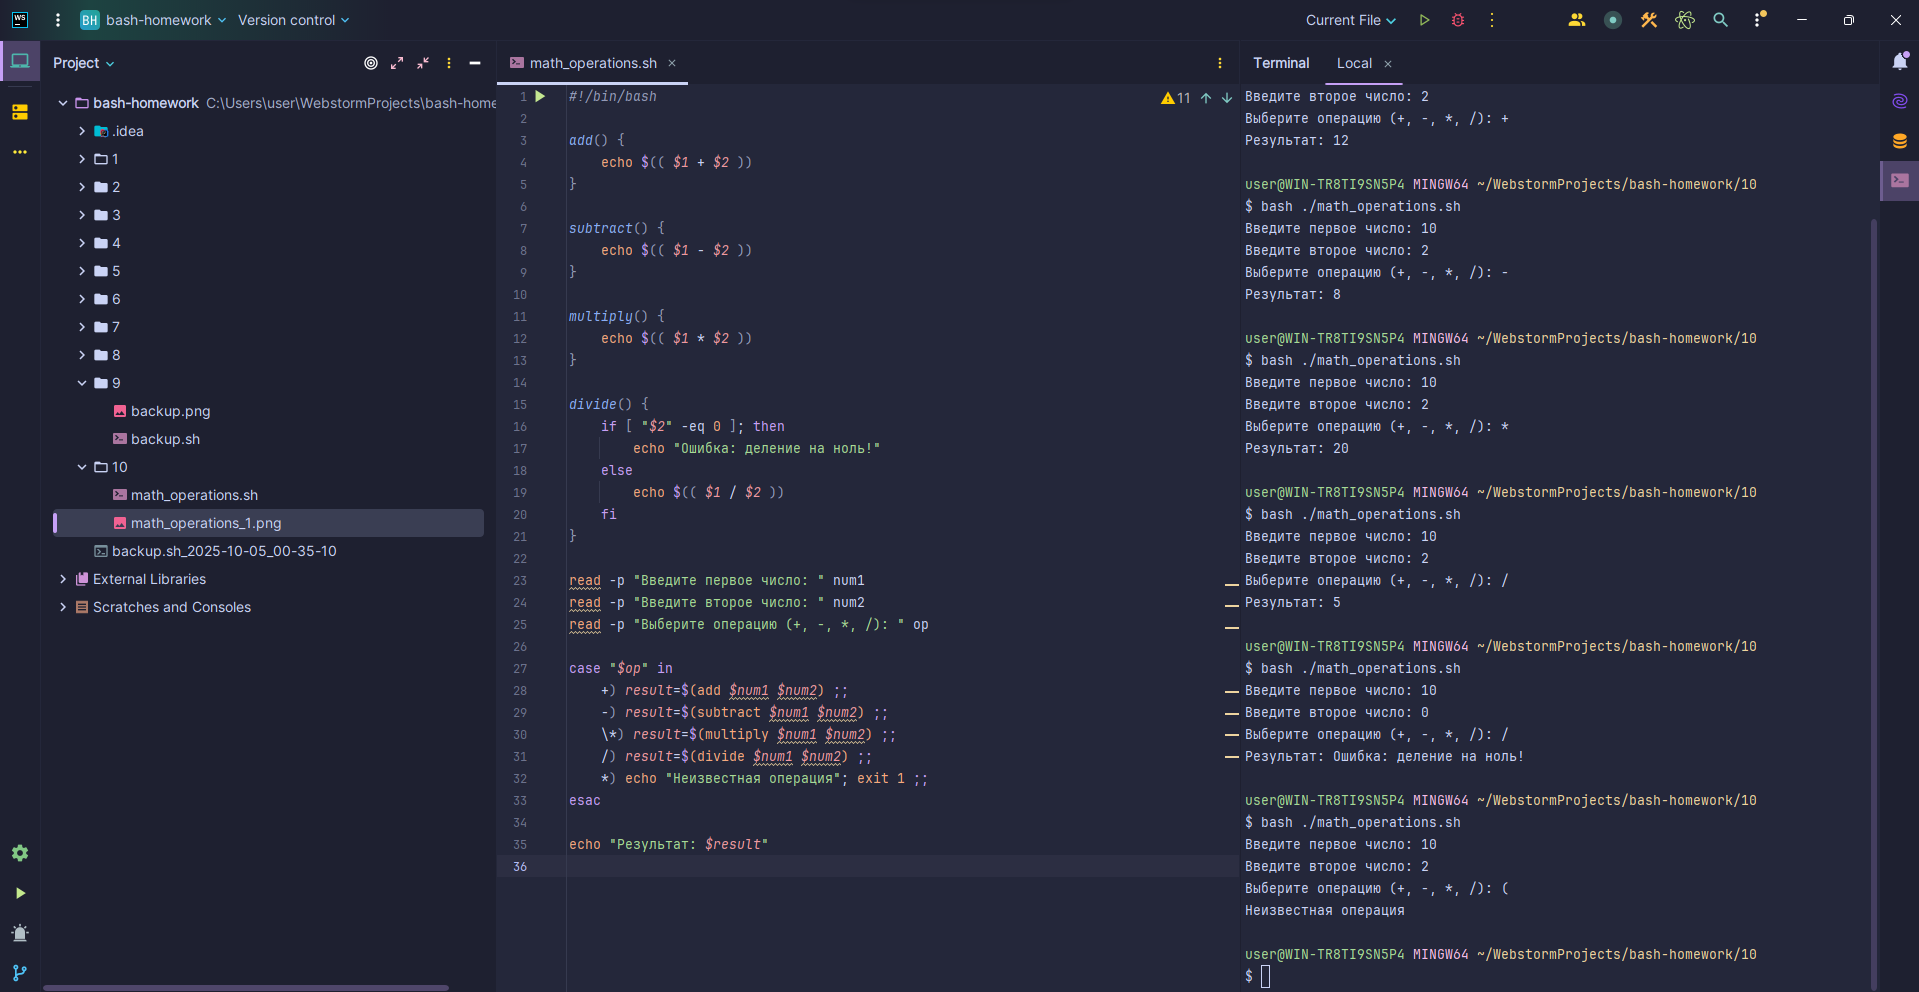 WS
BH bash-homework Version control
Current File
Project
bash-homework C:\Users\user\WebstormProjects\bash-home
.idea
1
2
3
4
5
6
7
8
9
backup.png
backup.sh
10
math_operations.sh
math_operations_1.png
backup.sh_2025-10-05_00-35-10
External Libraries
Scratches and Consoles
math_operations.sh
11
1 #!/bin/bash
2
3 add() {
4     echo $(( $1 + $2 ))
5 }
6
7 subtract() {
8     echo $(( $1 - $2 ))
9 }
10
11 multiply() {
12     echo $(( $1 * $2 ))
13 }
14
15 divide() {
16     if [ "$2" -eq 0 ]; then
17         echo "Ошибка: деление на ноль!"
18     else
19         echo $(( $1 / $2 ))
20     fi
21 }
22
23 read -p "Введите первое число: " num1
24 read -p "Введите второе число: " num2
25 read -p "Выберите операцию (+, -, *, /): " op
26
27 case "$op" in
28     +) result=$(add $num1 $num2) ;;
29     -) result=$(subtract $num1 $num2) ;;
30     \*) result=$(multiply $num1 $num2) ;;
31     /) result=$(divide $num1 $num2) ;;
32     *) echo "Неизвестная операция"; exit 1 ;;
33 esac
34
35 echo "Результат: $result"
36
Terminal Local
Введите второе число: 2
Выберите операцию (+, -, *, /): +
Результат: 12
user@WIN-TR8TI9SN5P4 MINGW64 ~/WebstormProjects/bash-homework/10
$ bash ./math_operations.sh
Введите первое число: 10
Введите второе число: 2
Выберите операцию (+, -, *, /): -
Результат: 8
user@WIN-TR8TI9SN5P4 MINGW64 ~/WebstormProjects/bash-homework/10
$ bash ./math_operations.sh
Введите первое число: 10
Введите второе число: 2
Выберите операцию (+, -, *, /): *
Результат: 20
user@WIN-TR8TI9SN5P4 MINGW64 ~/WebstormProjects/bash-homework/10
$ bash ./math_operations.sh
Введите первое число: 10
Введите второе число: 2
Выберите операцию (+, -, *, /): /
Результат: 5
user@WIN-TR8TI9SN5P4 MINGW64 ~/WebstormProjects/bash-homework/10
$ bash ./math_operations.sh
Введите первое число: 10
Введите второе число: 0
Выберите операцию (+, -, *, /): /
Результат: Ошибка: деление на ноль!
user@WIN-TR8TI9SN5P4 MINGW64 ~/WebstormProjects/bash-homework/10
$ bash ./math_operations.sh
Введите первое число: 10
Введите второе число: 2
Выберите операцию (+, -, *, /): (
Неизвестная операция
user@WIN-TR8TI9SN5P4 MINGW64 ~/WebstormProjects/bash-homework/10
$